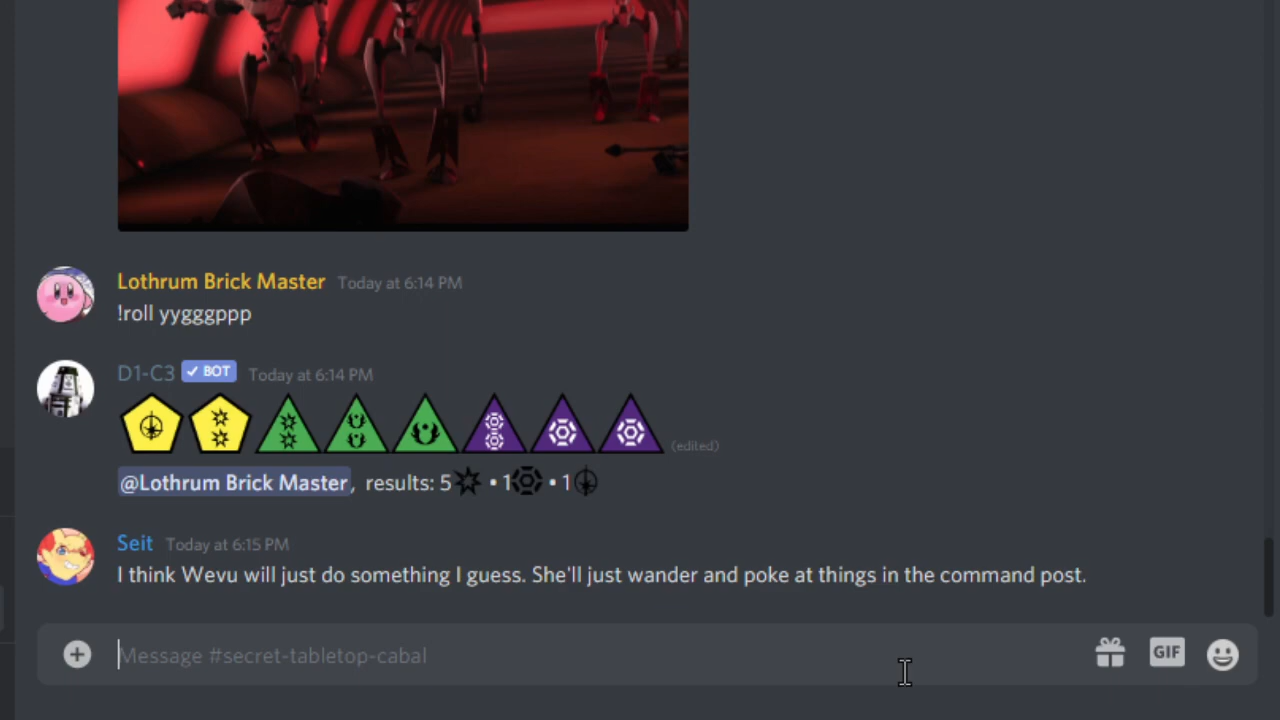 Lothrum Brick Master Today at 6:14 PM
!roll yygggppp
D1-C3 BOT Today at 6:14 PM
(edited)
@Lothrum Brick Master, results: 5 • 1 • 1
Seit Today at 6:15 PM
I think Wevu will just do something I guess. She'll just wander and poke at things in the command post.
Message #secret-tabletop-cabal
GIF